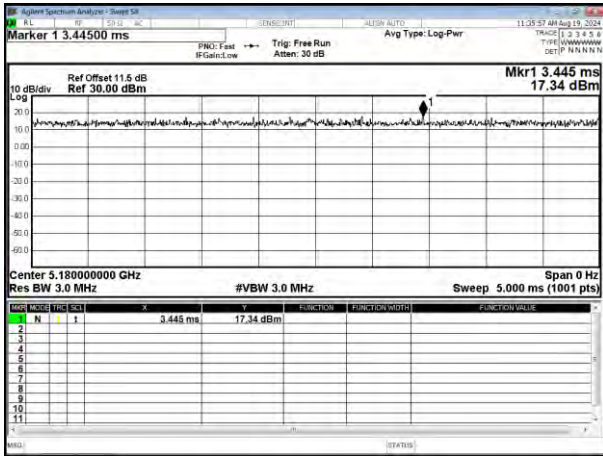 Agilent Spectrum Analyzer - Swept SA
RL RF 50 Ω AC SENSE:INT ALIGN AUTO 11:35:57 AM Aug 19, 2024
Marker 1 3.44500 ms
PNO: Fast Trig: Free Run Avg Type: Log-Pwr TRACE 1 2 3 4 5 6
IFGain:Low Atten: 30 dB TYPE WWWWWW
DET P N N N N N
Ref Offset 11.5 dB Mkr1 3.445 ms
10 dB/div Ref 30.00 dBm 17.34 dBm
Log
1
20.0
10.0
0.00
-10.0
-20.0
-30.0
-40.0
-50.0
-60.0
Center 5.180000000 GHz Span 0 Hz
Res BW 3.0 MHz #VBW 3.0 MHz Sweep 5.000 ms (1001 pts)
MKR MODE TRC SCL X Y FUNCTION FUNCTION WIDTH FUNCTION VALUE
1 N 1 t 3.445 ms 17.34 dBm
2
3
4
5
6
7
8
9
10
11
MSG STATUS